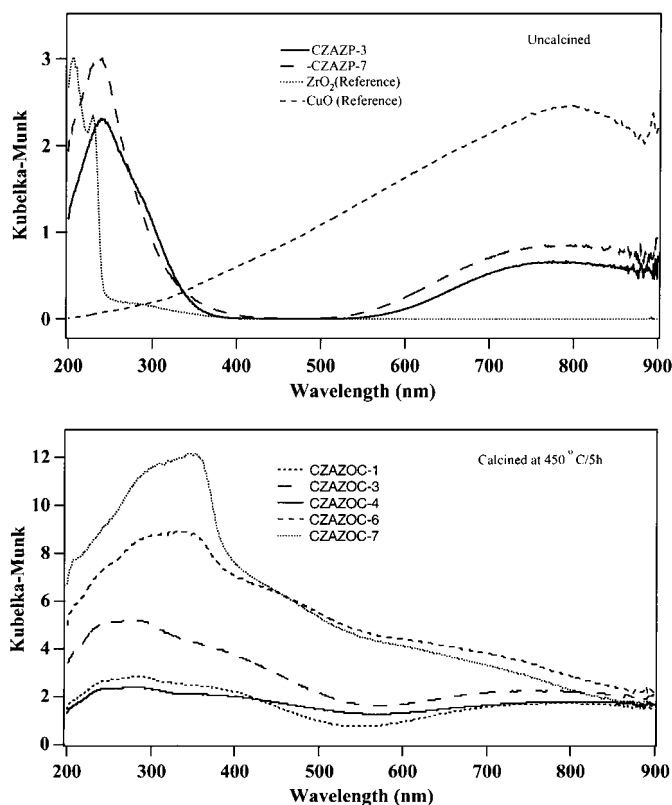 Uncalcined
CZAZP-3
-CZAZP-7
ZrO2(Reference)
-CuO (Reference)
3
2
1
0
Kubelka-Munk
200 300 400 500 600 700 800 900
Wavelength (nm)
Calcined at 450°C/5h
CZAZOC-1
CZAZOC-3
CZAZOC-4
CZAZOC-6
CZAZOC-7
12
10
8
6
4
2
0
Kubelka-Munk
200 300 400 500 600 700 800 900
Wavelength (nm)